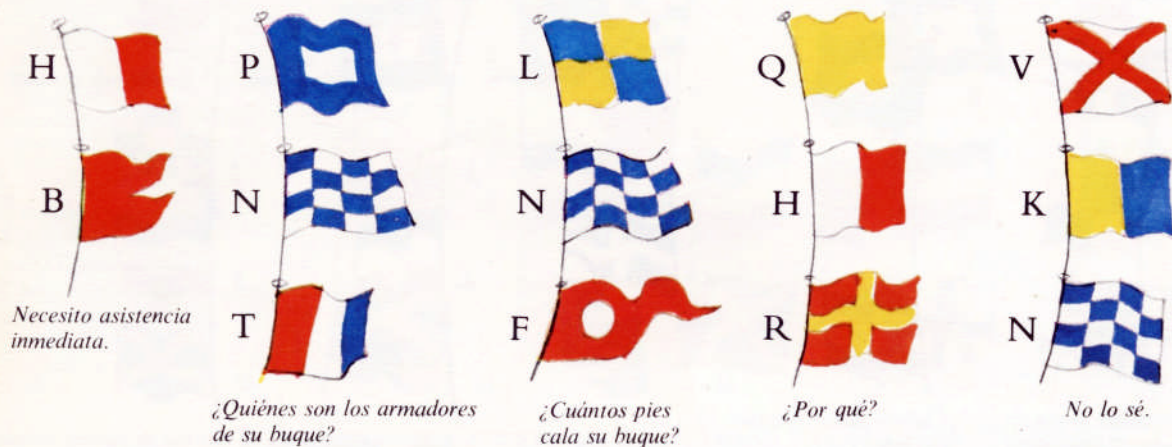 H
B
Necesito asistencia
inmediata.
P
N
T
¿Quiénes son los armadores
de su buque?
L
N
F
¿Cuántos pies
cala su buque?
Q
H
R
¿Por qué?
V
K
N
No lo sé.